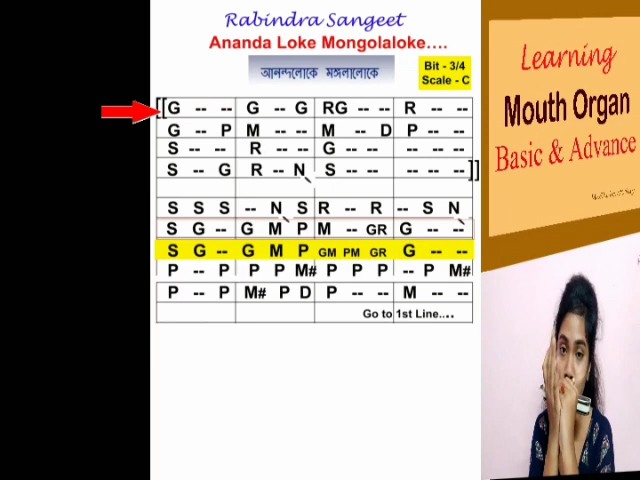 Rabindra Sangeet
Ananda Loke Mongolaloke....
আনন্দলোকে মঙ্গলালোকে
Bit - 3/4
Scale - C
[[G -- -- G -- G RG -- -- R -- --
G -- P M -- -- M -- D P -- --
S -- -- R -- -- G -- -- -- -- --
S -- G R -- N S -- -- -- -- -- ]]
S S S -- N S R -- R -- S N
S G -- G M P M -- GR G -- --
S G -- G M P GM PM GR G -- --
P -- P P P M# P P P -- P M#
P -- P M# P D P -- -- M -- --
Go to 1st Line.....
Learning
Mouth Organ
Basic & Advance